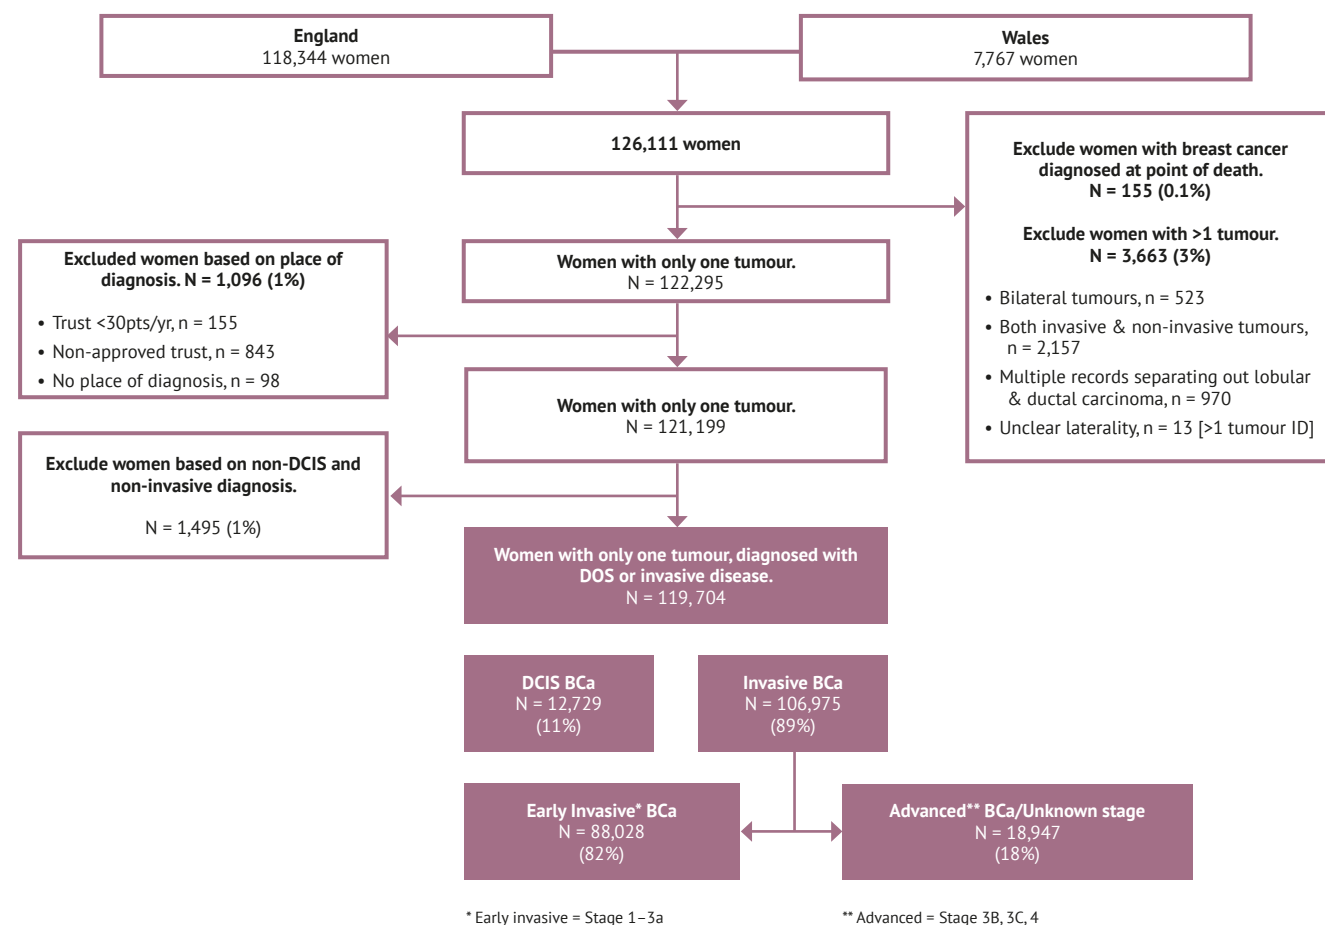 England
118,344 women
Wales
7,767 women
126,111 women
Exclude women with breast cancer
diagnosed at point of death.
N = 155 (0.1%)
Exclude women with >1 tumour.
N = 3,663 (3%)
• Bilateral tumours, n = 523
• Both invasive & non-invasive tumours,
n = 2,157
• Multiple records separating out lobular
& ductal carcinoma, n = 970
• Unclear laterality, n = 13 [>1 tumour ID]
Women with only one tumour.
N = 122,295
Excluded women based on place of
diagnosis. N = 1,096 (1%)
• Trust <30pts/yr, n = 155
• Non-approved trust, n = 843
• No place of diagnosis, n = 98
Women with only one tumour.
N = 121,199
Exclude women based on non-DCIS and
non-invasive diagnosis.
N = 1,495 (1%)
Women with only one tumour, diagnosed with
DOS or invasive disease.
N = 119,704
DCIS BCa
N = 12,729
(11%)
Invasive BCa
N = 106,975
(89%)
Early Invasive* BCa
N = 88,028
(82%)
Advanced** BCa/Unknown stage
N = 18,947
(18%)
* Early invasive = Stage 1–3a
** Advanced = Stage 3B, 3C, 4